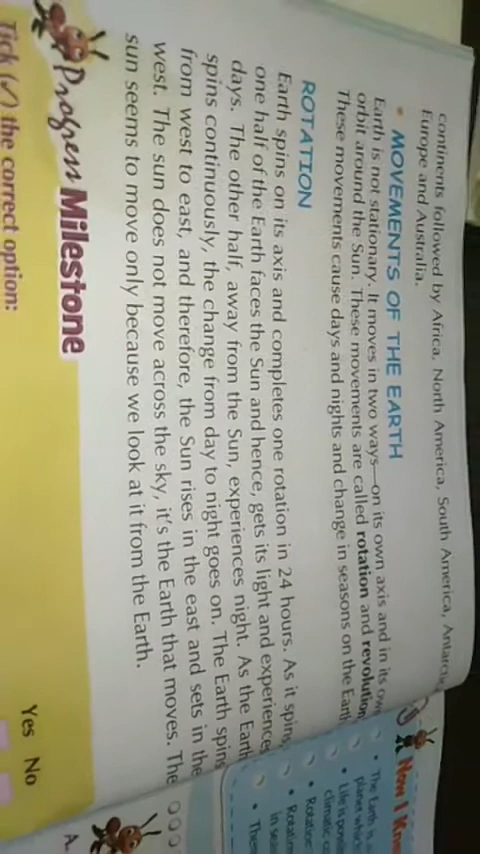 continents followed by Africa, North America, South America,
Europe and Australia.
MOVEMENTS OF THE EARTH
Earth is not stationary. It moves in two ways—on its own axis and in its own
orbit around the Sun. These movements are called rotation and revolution
These movements cause days and nights and change in seasons on the Earth
ROTATION
Earth spins on its axis and completes one rotation in 24 hours. As it spins,
one half of the Earth faces the Sun and hence, gets its light and experiences
days. The other half, away from the Sun, experiences night. As the Earth
spins continuously, the change from day to night goes on. The Earth spins
from west to east, and therefore, the Sun rises in the east and sets in the
west. The sun does not move across the sky, it's the Earth that moves. The
sun seems to move only because we look at it from the Earth.
Progress Milestone
Tick (✓) the correct option:
Yes No
A.
Now I
• The Earth is
planet
• Life is
climatic
• Rotation
• Rotation
in